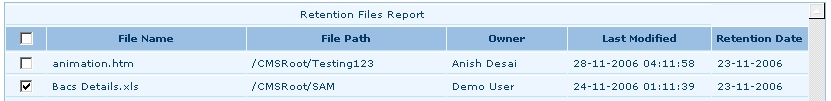 Retention Files Report
File Name File Path Owner Last Modified Retention Date
animation.htm /CMSRoot/Testing123 Anish Desai 28-11-2006 04:11:58 23-11-2006
Bacs Details.xls /CMSRoot/SAM Demo User 24-11-2006 01:11:39 23-11-2006